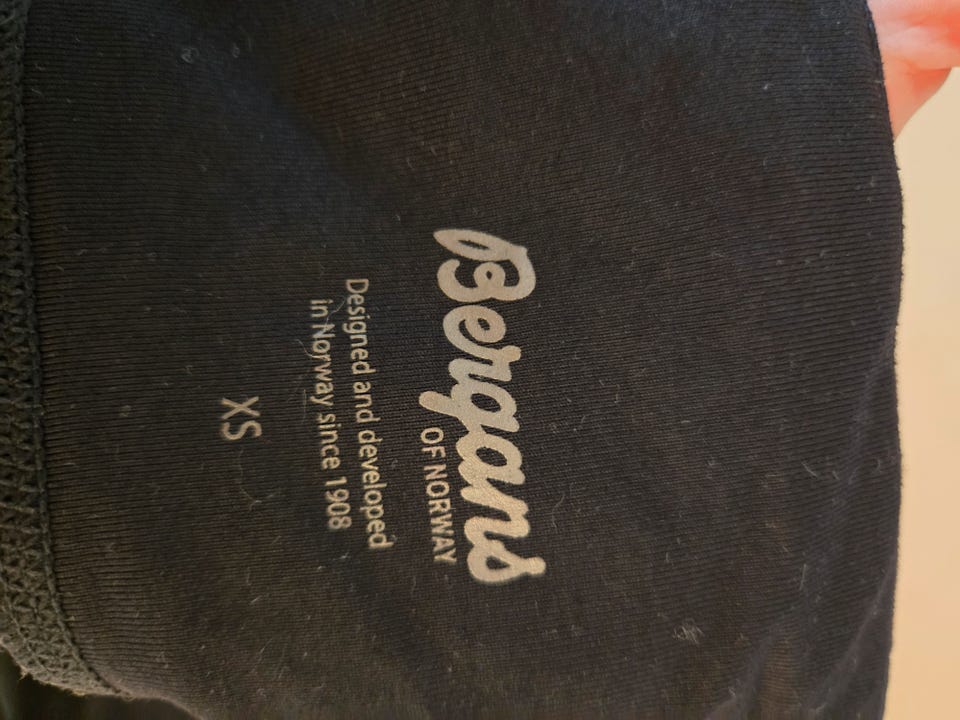 Bergans
OF NORWAY
Designed and developed
in Norway since 1908
XS